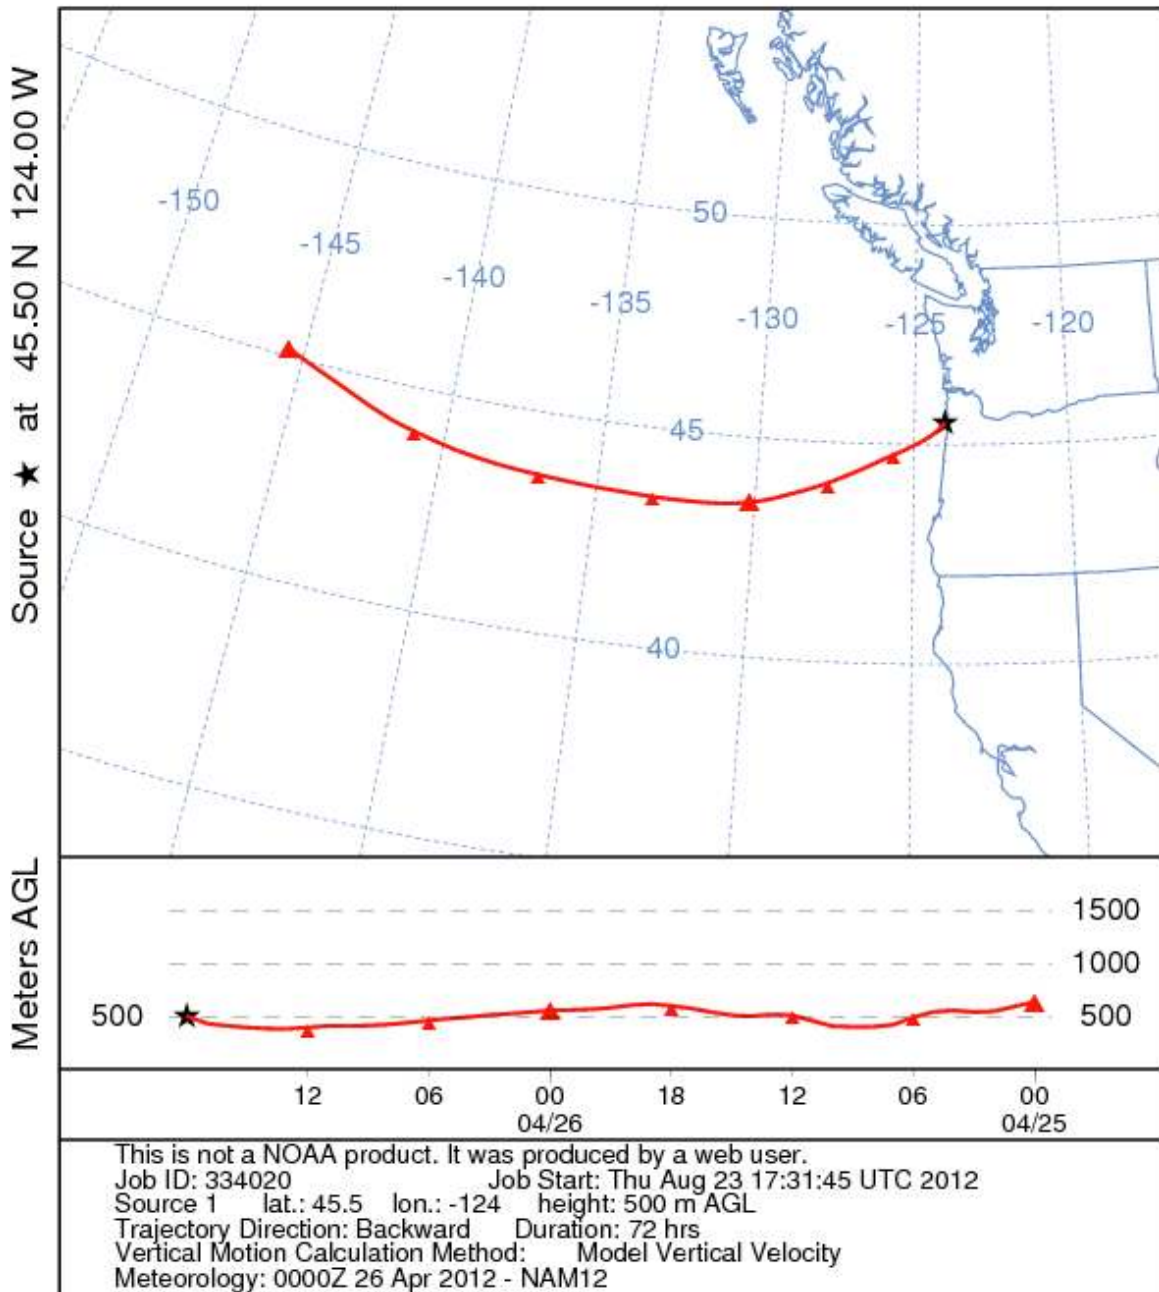 Source ★ at 45.50 N 124.00 W
-150
-145
-140
-135
-130
-125
-120
50
45
40
Meters AGL
1500
1000
500
500
12 06 00 18 12 06 00
04/26 04/25
This is not a NOAA product. It was produced by a web user.
Job ID: 334020 Job Start: Thu Aug 23 17:31:45 UTC 2012
Source 1 lat.: 45.5 lon.: -124 height: 500 m AGL
Trajectory Direction: Backward Duration: 72 hrs
Vertical Motion Calculation Method: Model Vertical Velocity
Meteorology: 0000Z 26 Apr 2012 - NAM12